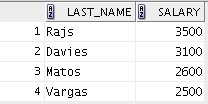 LAST_NAME SALARY
1 Rajs 3500
2 Davies 3100
3 Matos 2600
4 Vargas 2500